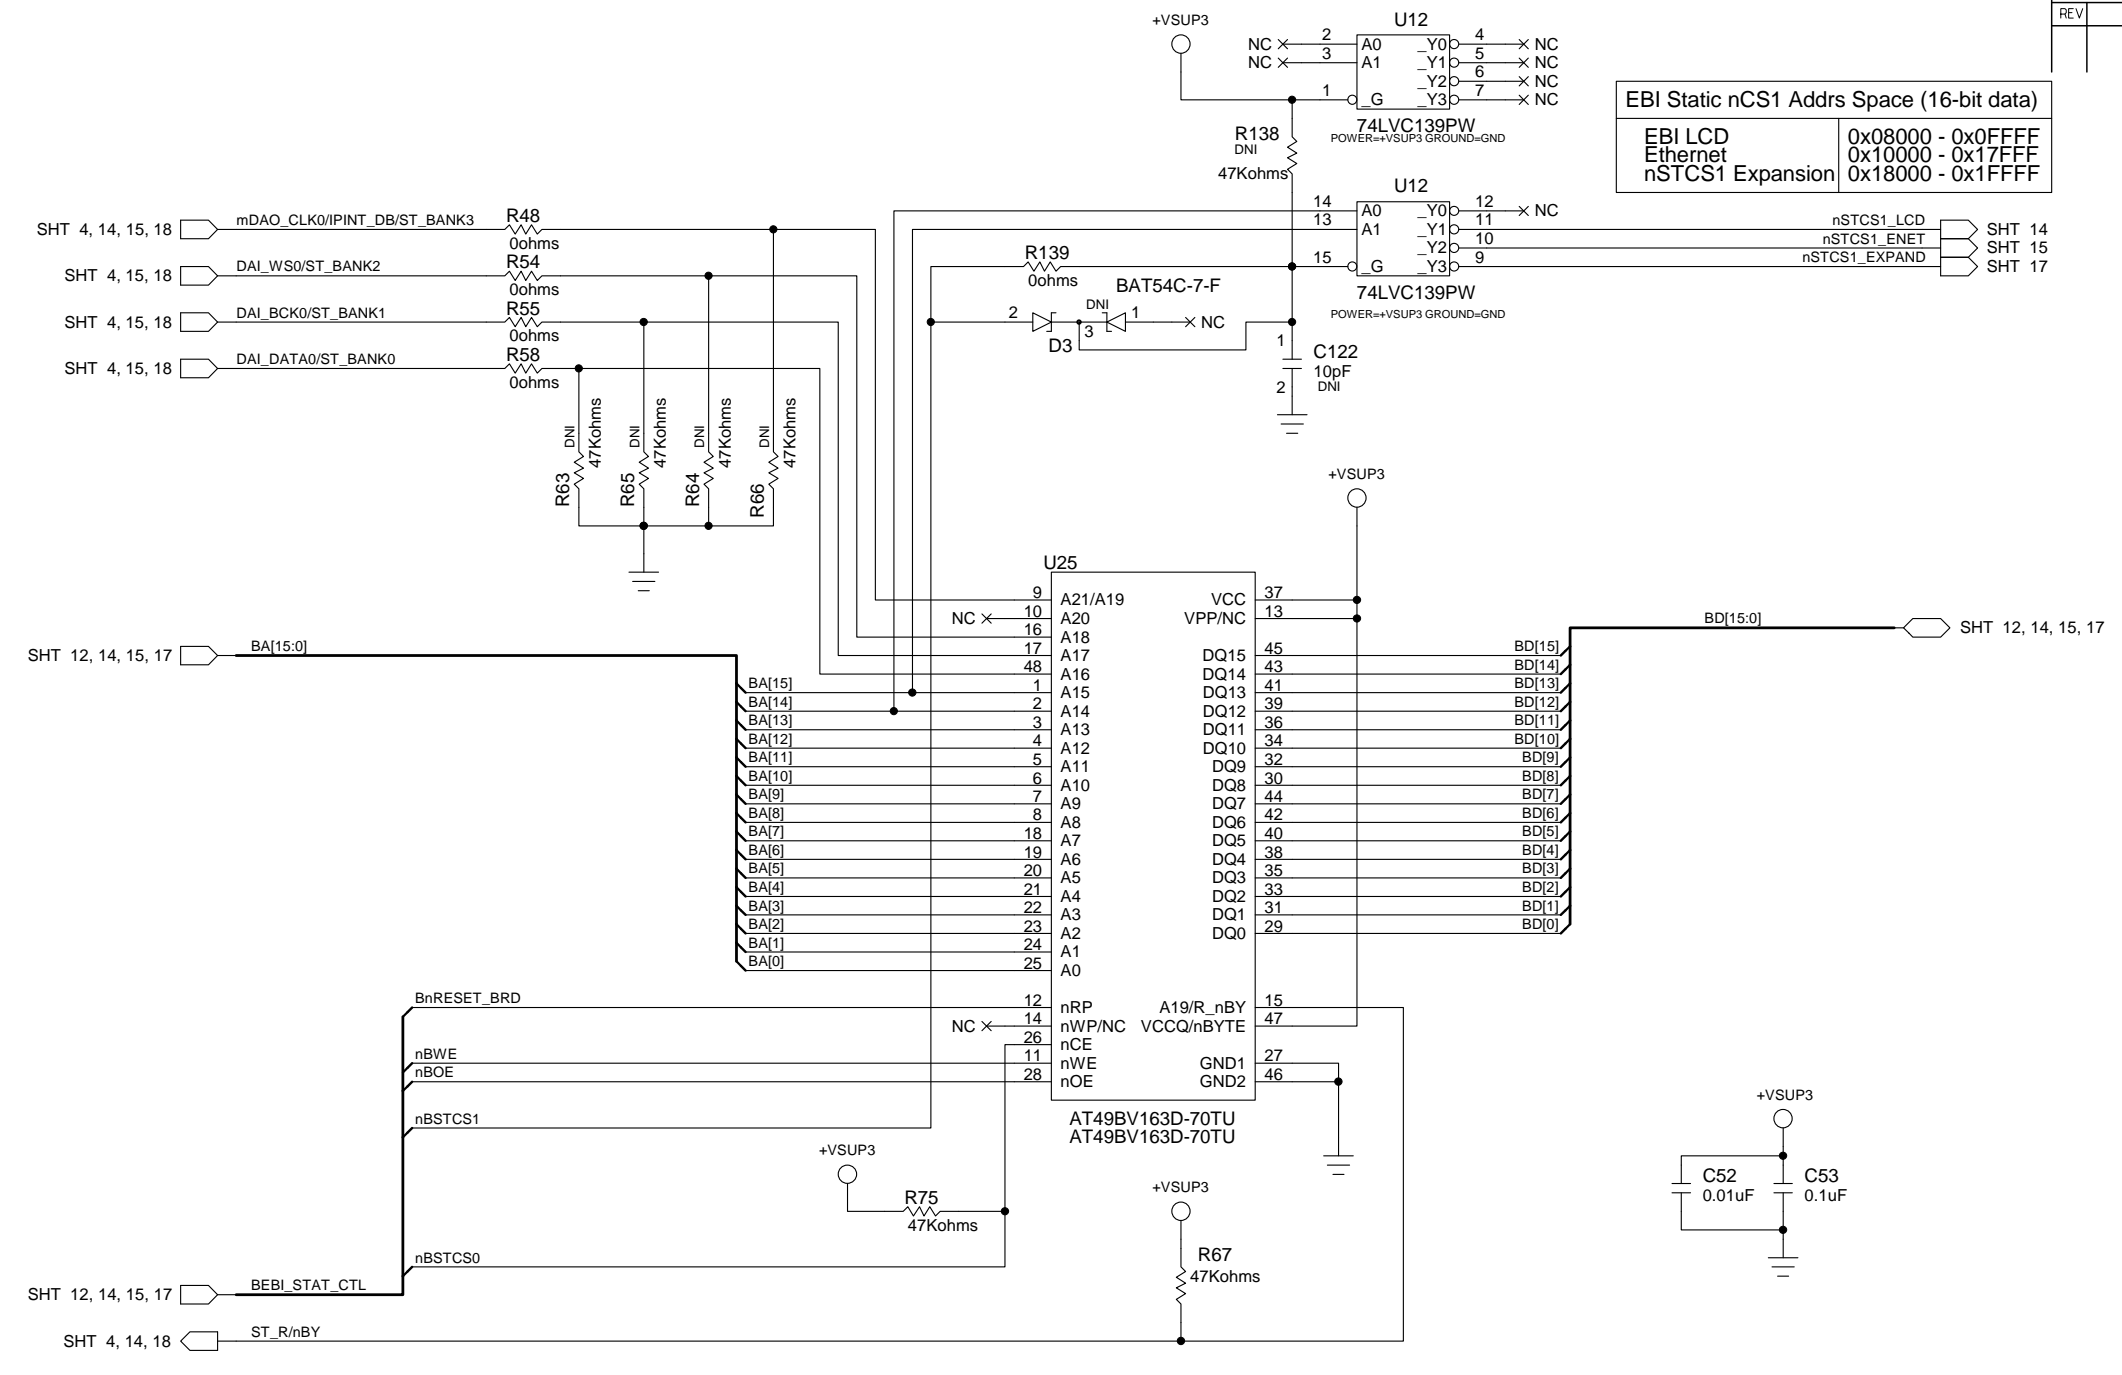 REV
+VSUP3
U12
NC 2 A0 _Y0 4 NC
NC 3 A1 _Y1 5 NC
_Y2 6 NC
1 _G _Y3 7 NC
74LVC139PW
POWER=+VSUP3 GROUND=GND
R138
DNI
47Kohms
EBI Static nCS1 Addrs Space (16-bit data)
EBI LCD 0x08000 - 0x0FFFF
Ethernet 0x10000 - 0x17FFF
nSTCS1 Expansion 0x18000 - 0x1FFFF
U12
14 A0 _Y0 12 NC
13 A1 _Y1 11 nSTCS1_LCD SHT 14
_Y2 10 nSTCS1_ENET SHT 15
15 _G _Y3 9 nSTCS1_EXPAND SHT 17
74LVC139PW
POWER=+VSUP3 GROUND=GND
SHT 4, 14, 15, 18 mDAO_CLK0/IPINT_DB/ST_BANK3 R48
0ohms
SHT 4, 15, 18 DAI_WS0/ST_BANK2 R54
0ohms
SHT 4, 15, 18 DAI_BCK0/ST_BANK1 R55
0ohms
SHT 4, 15, 18 DAI_DATA0/ST_BANK0 R58
0ohms
R139
0ohms
BAT54C-7-F
DNI
2 3 1 NC
D3
1 C122
10pF
2 DNI
R63 DNI 47Kohms
R65 DNI 47Kohms
R64 DNI 47Kohms
R66 DNI 47Kohms
+VSUP3
U25
9 A21/A19 VCC 37
NC 10 A20 VPP/NC 13
16 A18
SHT 12, 14, 15, 17 BA[15:0] 17 A17 DQ15 45 BD[15] BD[15:0] SHT 12, 14, 15, 17
48 A16 DQ14 43 BD[14]
BA[15] 1 A15 DQ13 41 BD[13]
BA[14] 2 A14 DQ12 39 BD[12]
BA[13] 3 A13 DQ11 36 BD[11]
BA[12] 4 A12 DQ10 34 BD[10]
BA[11] 5 A11 DQ9 32 BD[9]
BA[10] 6 A10 DQ8 30 BD[8]
BA[9] 7 A9 DQ7 44 BD[7]
BA[8] 8 A8 DQ6 42 BD[6]
BA[7] 18 A7 DQ5 40 BD[5]
BA[6] 19 A6 DQ4 38 BD[4]
BA[5] 20 A5 DQ3 35 BD[3]
BA[4] 21 A4 DQ2 33 BD[2]
BA[3] 22 A3 DQ1 31 BD[1]
BA[2] 23 A2 DQ0 29 BD[0]
BA[1] 24 A1
BA[0] 25 A0
BnRESET_BRD 12 nRP A19/R_nBY 15
NC 14 nWP/NC VCCQ/nBYTE 47
26 nCE
nBWE 11 nWE GND1 27
nBOE 28 nOE GND2 46
nBSTCS1
AT49BV163D-70TU
AT49BV163D-70TU
+VSUP3
R75
47Kohms
nBSTCS0
+VSUP3
R67
47Kohms
+VSUP3
C52
0.01uF
C53
0.1uF
SHT 12, 14, 15, 17 BEBI_STAT_CTL
SHT 4, 14, 18 ST_R/nBY